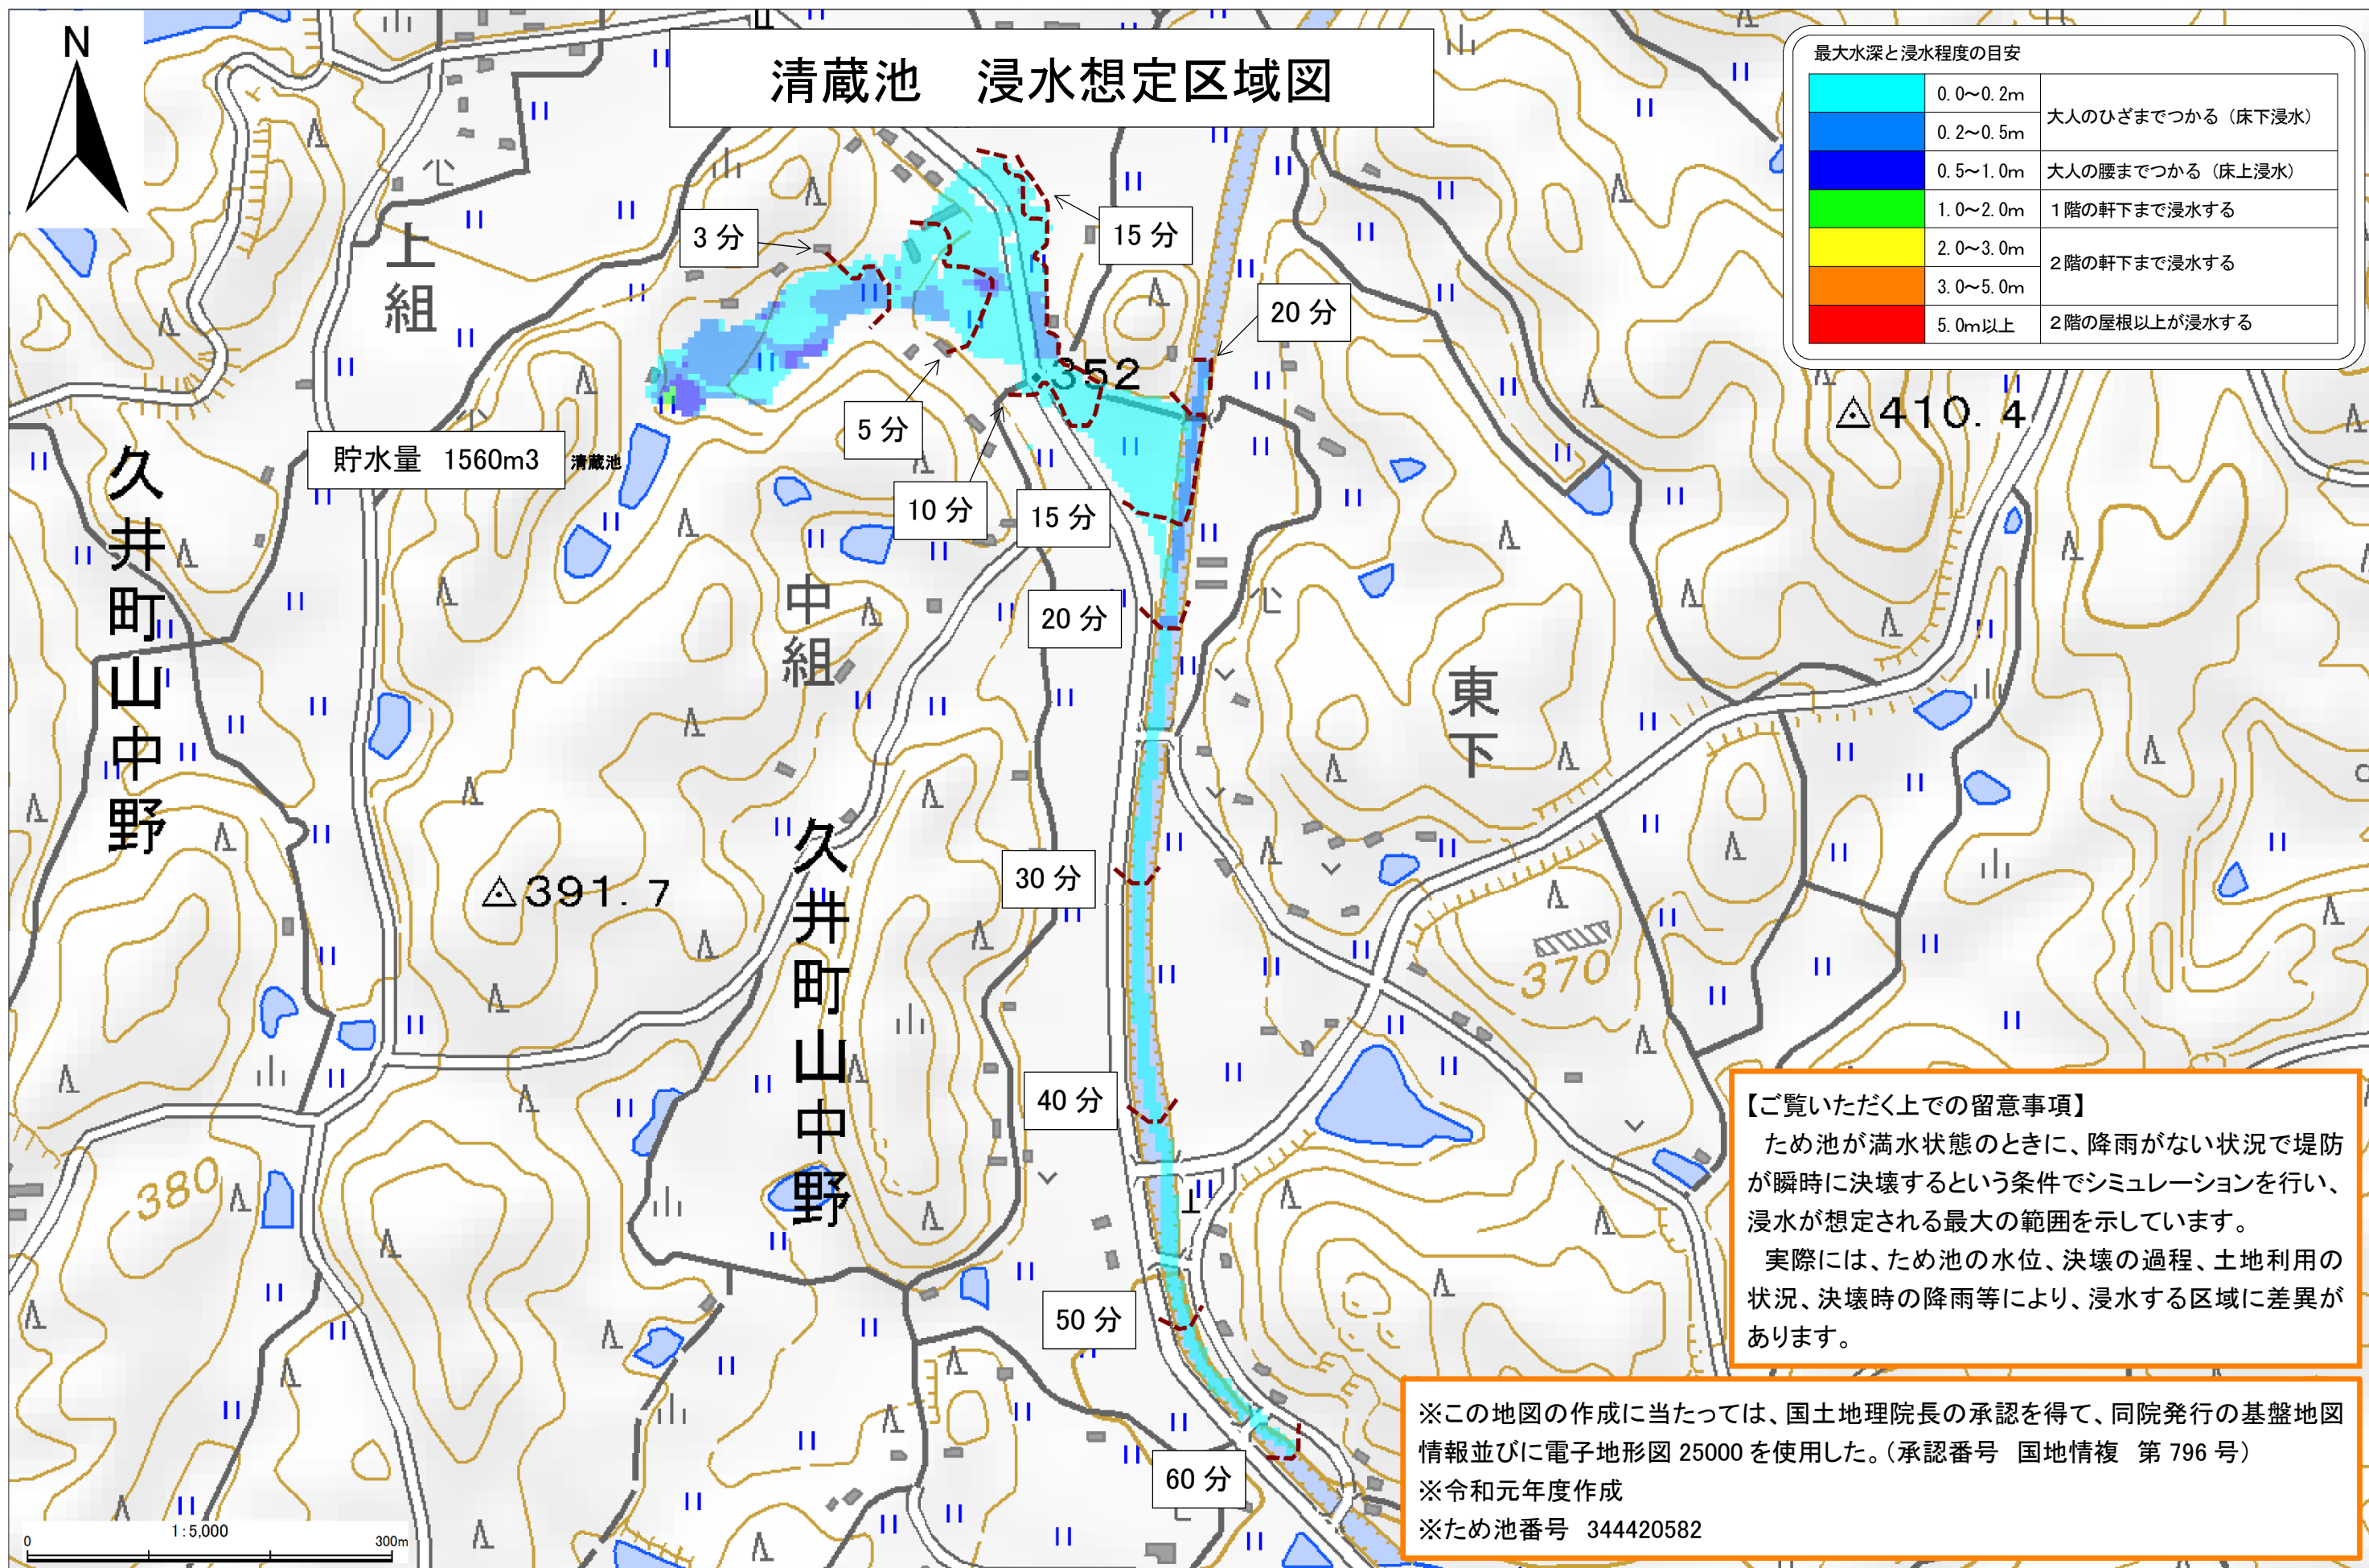 清蔵池 浸水想定区域図
N
最大水深と浸水程度の目安
0.0～0.2m
大人のひざまでつかる（床下浸水）
0.2～0.5m
0.5～1.0m 大人の腰までつかる（床上浸水）
1.0～2.0m 1階の軒下まで浸水する
2.0～3.0m
2階の軒下まで浸水する
3.0～5.0m
5.0m以上 2階の屋根以上が浸水する
3分
15分
20分
上組
352
410.4
5分
貯水量 1560m3
清蔵池
10分
15分
久井町山中野
中組
20分
東下
久井町山中野
30分
391.7
370
40分
380
50分
60分
【ご覧いただく上での留意事項】
ため池が満水状態のときに、降雨がない状況で堤防
が瞬時に決壊するという条件でシミュレーションを行い、
浸水が想定される最大の範囲を示しています。
実際には、ため池の水位、決壊の過程、土地利用の
状況、決壊時の降雨等により、浸水する区域に差異が
あります。
※この地図の作成に当たっては、国土地理院長の承認を得て、同院発行の基盤地図
情報並びに電子地形図 25000 を使用した。（承認番号 国地情複 第 796 号）
※令和元年度作成
※ため池番号 344420582
1:5,000
0 300m